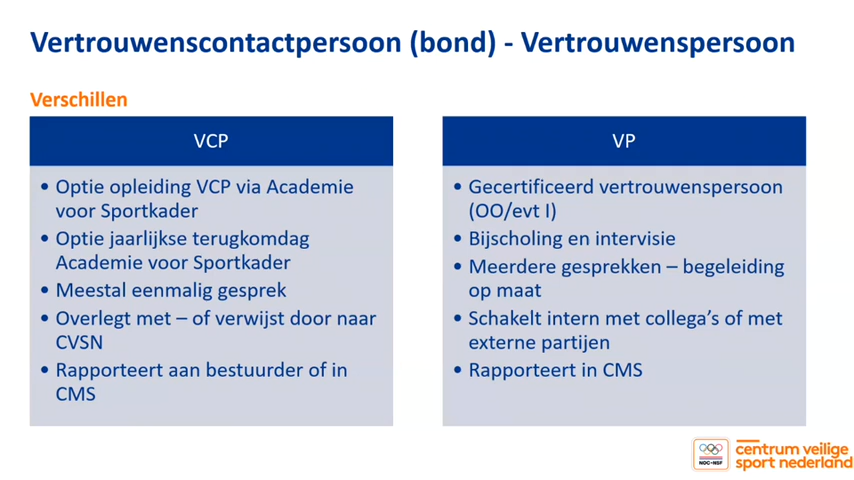 Vertrouwenscontactpersoon (bond) - Vertrouwenspersoon
Verschillen
VCP
• Optie opleiding VCP via Academie
voor Sportkader
• Optie jaarlijkse terugkomdag
Academie voor Sportkader
• Meestal eenmalig gesprek
• Overlegt met – of verwijst door naar
CVSN
• Rapporteert aan bestuurder of in
CMS
VP
• Gecertificeerd vertrouwenspersoon
(OO/evt I)
• Bijscholing en intervisie
• Meerdere gesprekken – begeleiding
op maat
• Schakelt intern met collega's of met
externe partijen
• Rapporteert in CMS
NOC*NSF
centrum veilige
sport nederland